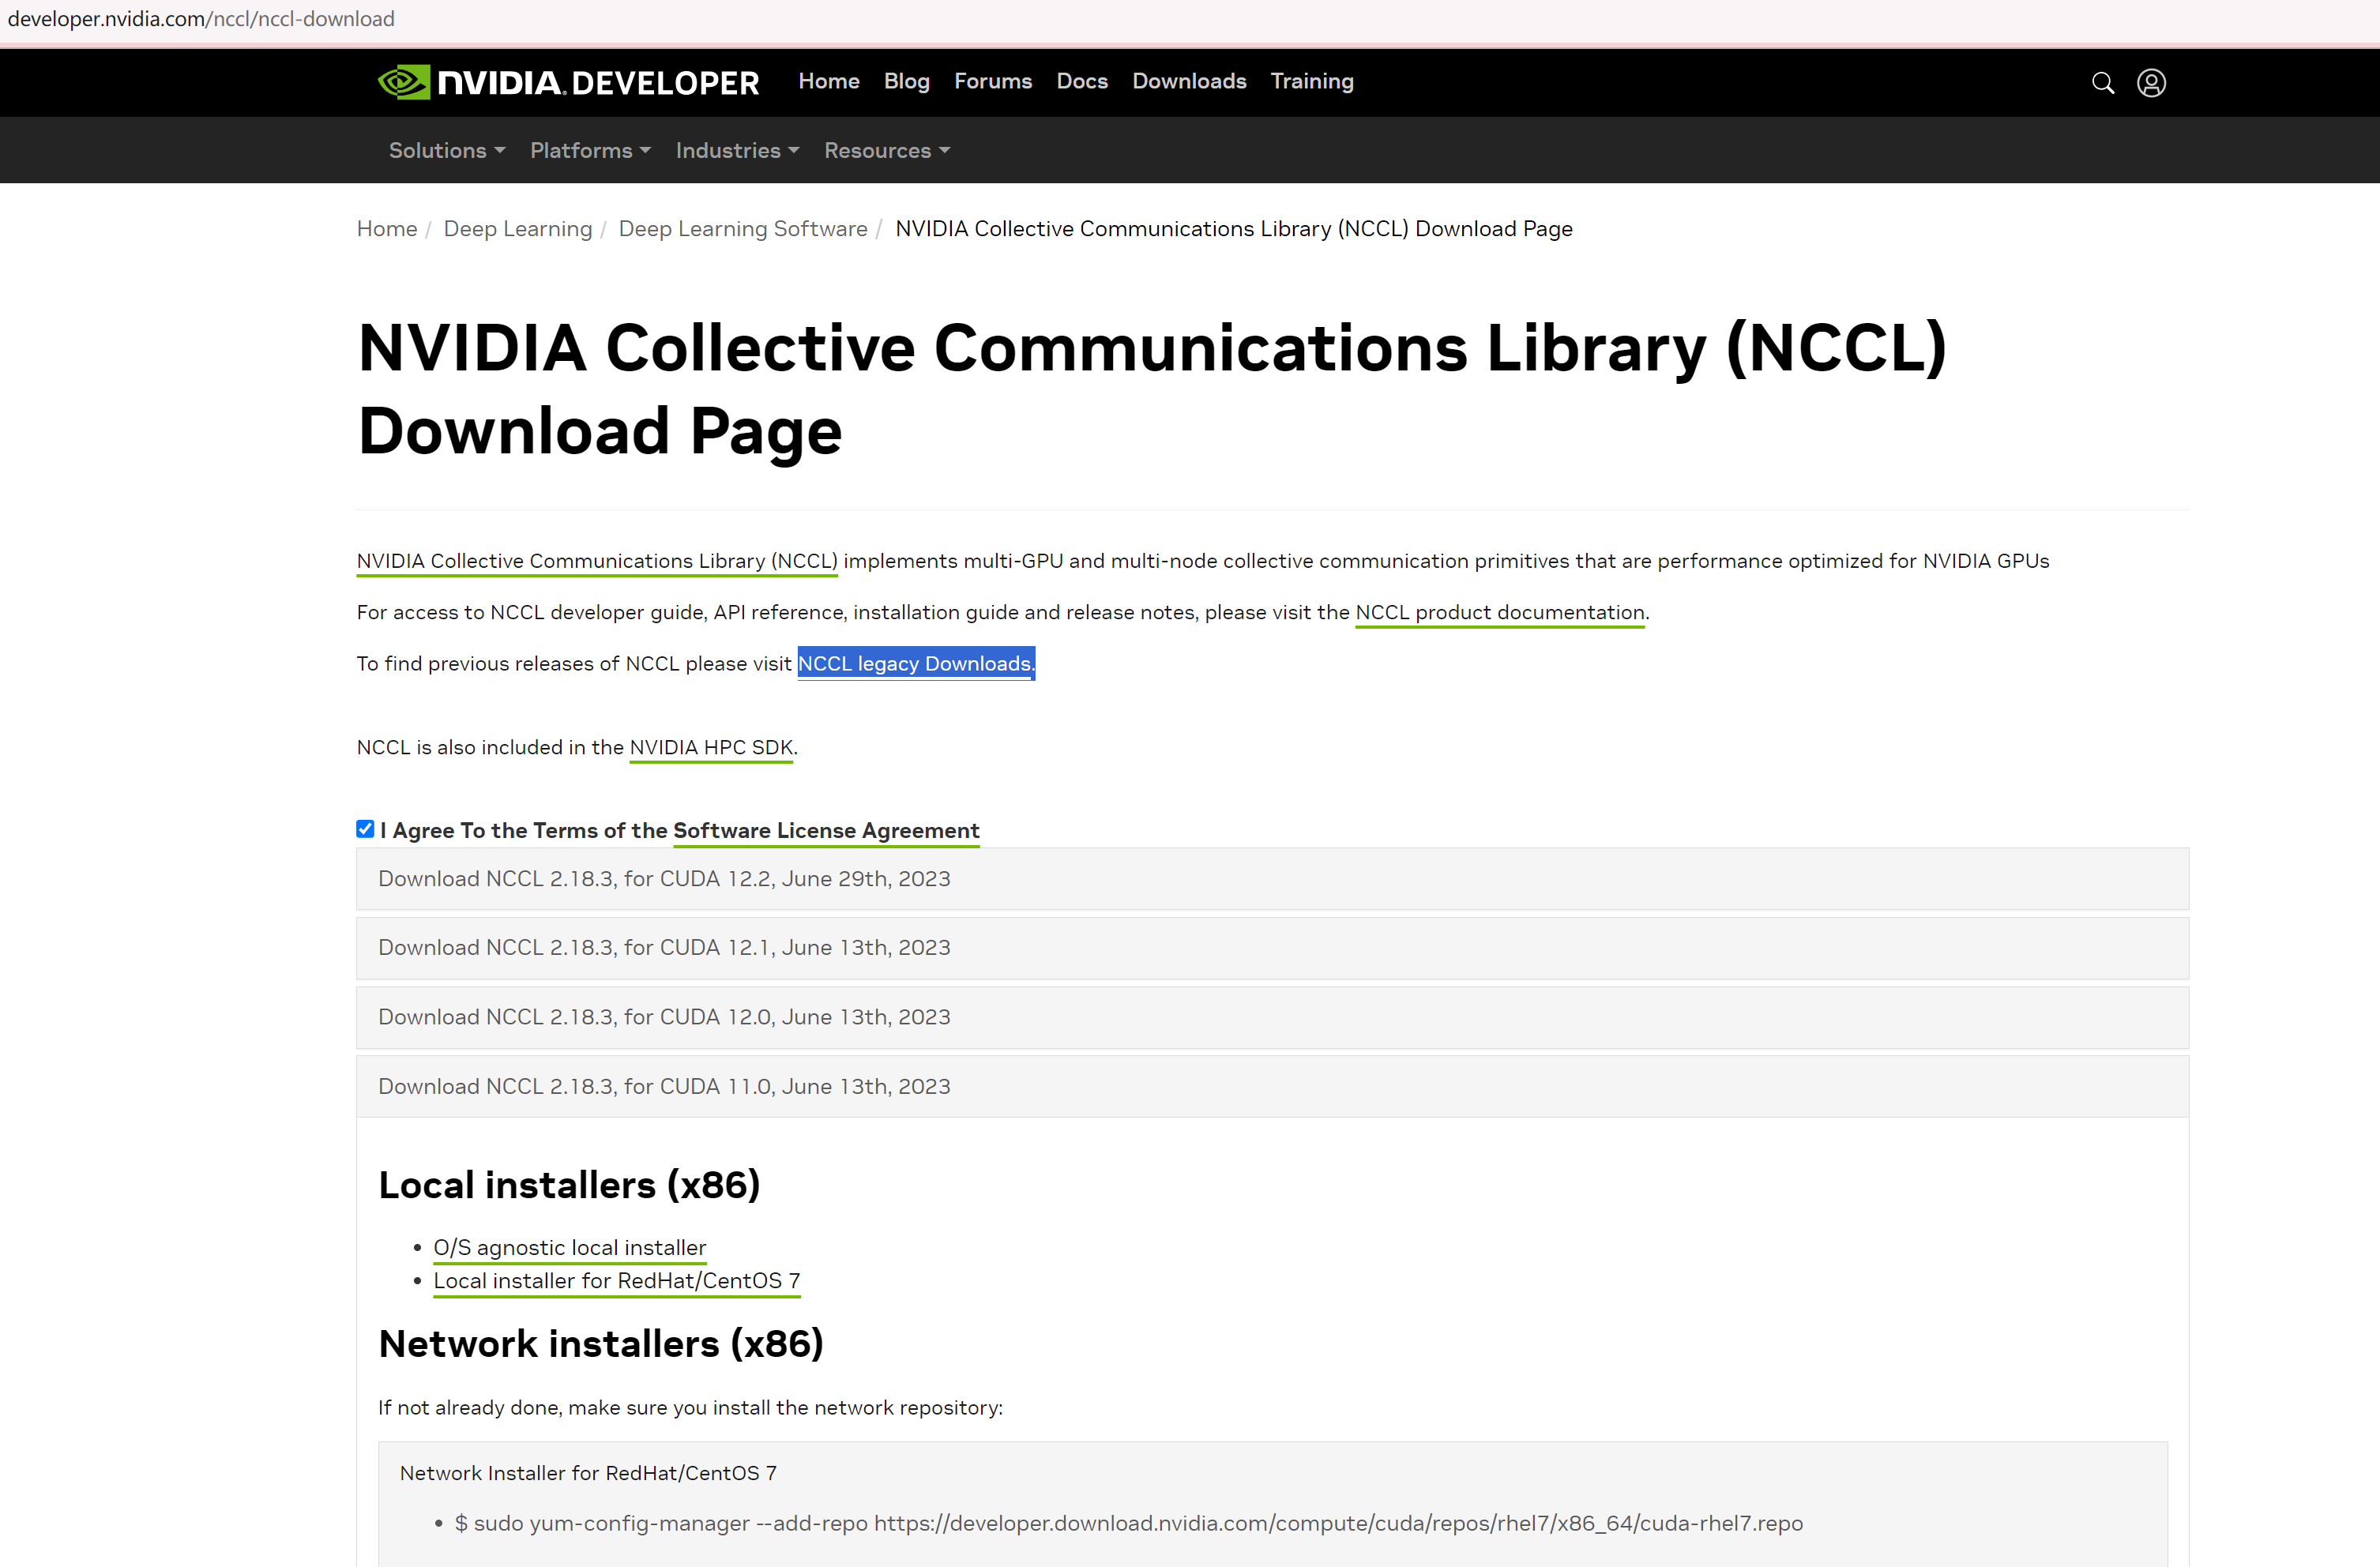 developer.nvidia.com/nccl/nccl-download
NVIDIA. DEVELOPER Home Blog Forums Docs Downloads Training
Solutions Platforms Industries Resources
Home / Deep Learning / Deep Learning Software / NVIDIA Collective Communications Library (NCCL) Download Page
NVIDIA Collective Communications Library (NCCL)
Download Page
NVIDIA Collective Communications Library (NCCL) implements multi-GPU and multi-node collective communication primitives that are performance optimized for NVIDIA GPUs
For access to NCCL developer guide, API reference, installation guide and release notes, please visit the NCCL product documentation.
To find previous releases of NCCL please visit NCCL legacy Downloads.
NCCL is also included in the NVIDIA HPC SDK.
I Agree To the Terms of the Software License Agreement
Download NCCL 2.18.3, for CUDA 12.2, June 29th, 2023
Download NCCL 2.18.3, for CUDA 12.1, June 13th, 2023
Download NCCL 2.18.3, for CUDA 12.0, June 13th, 2023
Download NCCL 2.18.3, for CUDA 11.0, June 13th, 2023
Local installers (x86)
• O/S agnostic local installer
• Local installer for RedHat/CentOS 7
Network installers (x86)
If not already done, make sure you install the network repository:
Network Installer for RedHat/CentOS 7
• $ sudo yum-config-manager --add-repo https://developer.download.nvidia.com/compute/cuda/repos/rhel7/x86_64/cuda-rhel7.repo